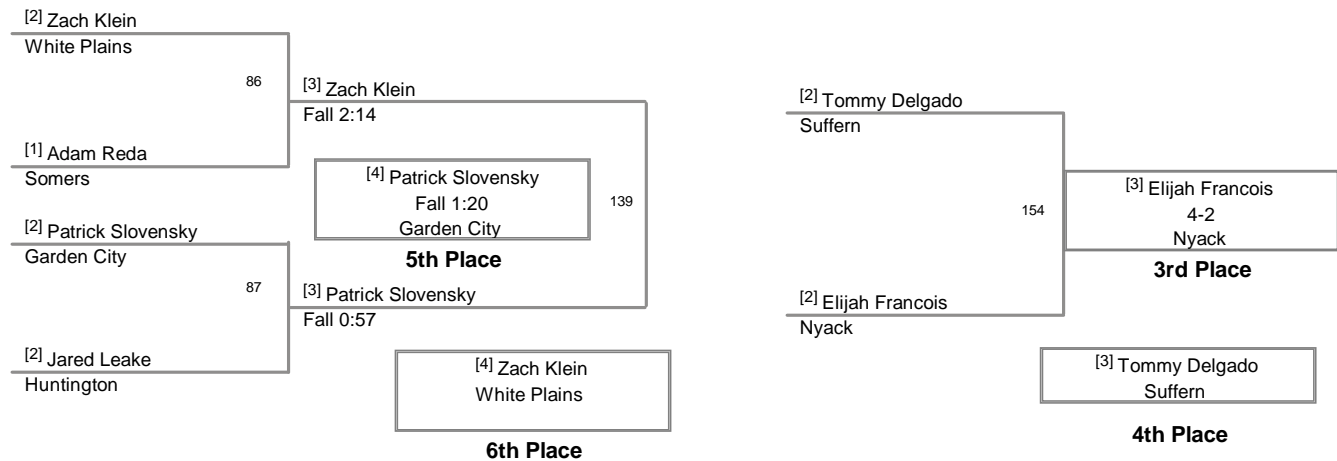 [2] Zach Klein
White Plains
86
[3] Zach Klein
Fall 2:14
[1] Adam Reda
Somers
[4] Patrick Slovensky
Fall 1:20
Garden City
5th Place
139
[2] Patrick Slovensky
Garden City
87
[3] Patrick Slovensky
Fall 0:57
[2] Jared Leake
Huntington
[4] Zach Klein
White Plains
6th Place
[2] Tommy Delgado
Suffern
154
[3] Elijah Francois
4-2
Nyack
3rd Place
[2] Elijah Francois
Nyack
[3] Tommy Delgado
Suffern
4th Place